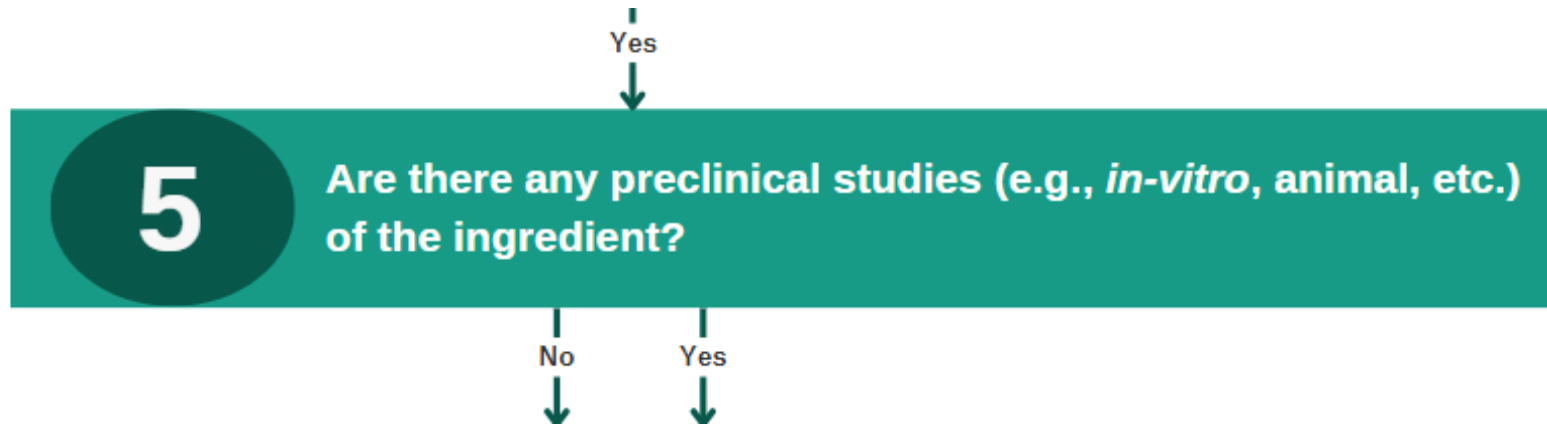 Yes
5
Are there any preclinical studies (e.g., in-vitro, animal, etc.)
of the ingredient?
No
Yes